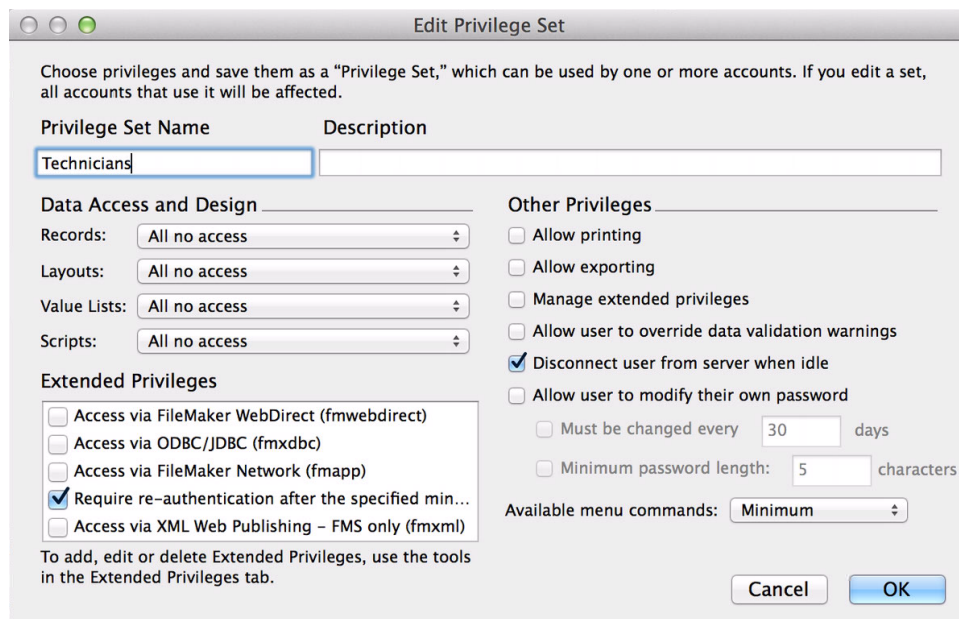 Edit Privilege Set
Choose privileges and save them as a “Privilege Set,” which can be used by one or more accounts. If you edit a set,
all accounts that use it will be affected.
Privilege Set Name
Description
Technicians
Data Access and Design
Records: All no access
Layouts: All no access
Value Lists: All no access
Scripts: All no access
Extended Privileges
Access via FileMaker WebDirect (fmwebdirect)
Access via ODBC/JDBC (fmxdbc)
Access via FileMaker Network (fmapp)
Require re-authentication after the specified min...
Access via XML Web Publishing – FMS only (fmxml)
To add, edit or delete Extended Privileges, use the tools
in the Extended Privileges tab.
Other Privileges
Allow printing
Allow exporting
Manage extended privileges
Allow user to override data validation warnings
Disconnect user from server when idle
Allow user to modify their own password
Must be changed every 30 days
Minimum password length: 5 characters
Available menu commands: Minimum
Cancel
OK